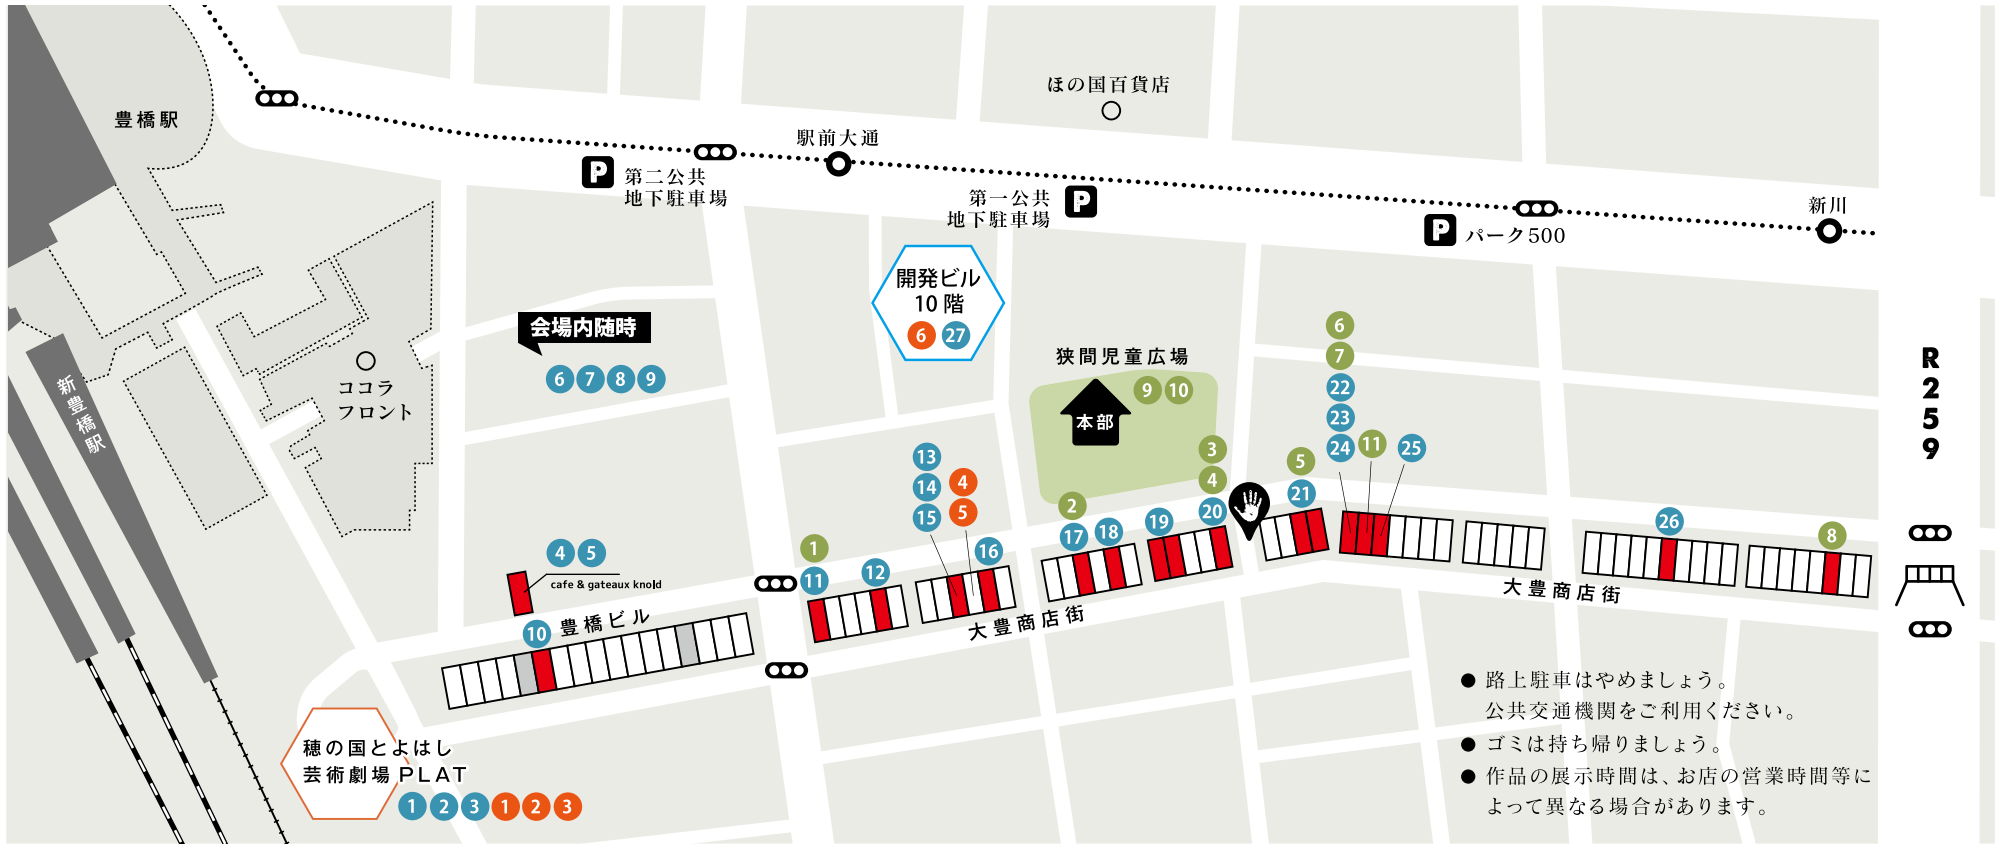 豊橋駅
ほの国百貨店
駅前大通
P
第二公共
地下駐車場
第一公共
地下駐車場
P
P
パーク500
新川
開発ビル
10階
6 27
会場内随時
6 7 8 9
ココラ
フロント
新豊橋駅
狭間児童広場
本部
9 10
6
7
22
23
24 11 25
R259
13
14
15
4
5
16
3
4
20
5
21
2
17
18
19
1
11
12
26
8
4 5
cafe & gateaux knold
10
豊橋ビル
大豊商店街
大豊商店街
穂の国とよはし
芸術劇場PLAT
1 2 3 1 2 3
● 路上駐車はやめましょう。
公共交通機関をご利用ください。
● ゴミは持ち帰りましょう。
● 作品の展示時間は、お店の営業時間等に
よって異なる場合があります。